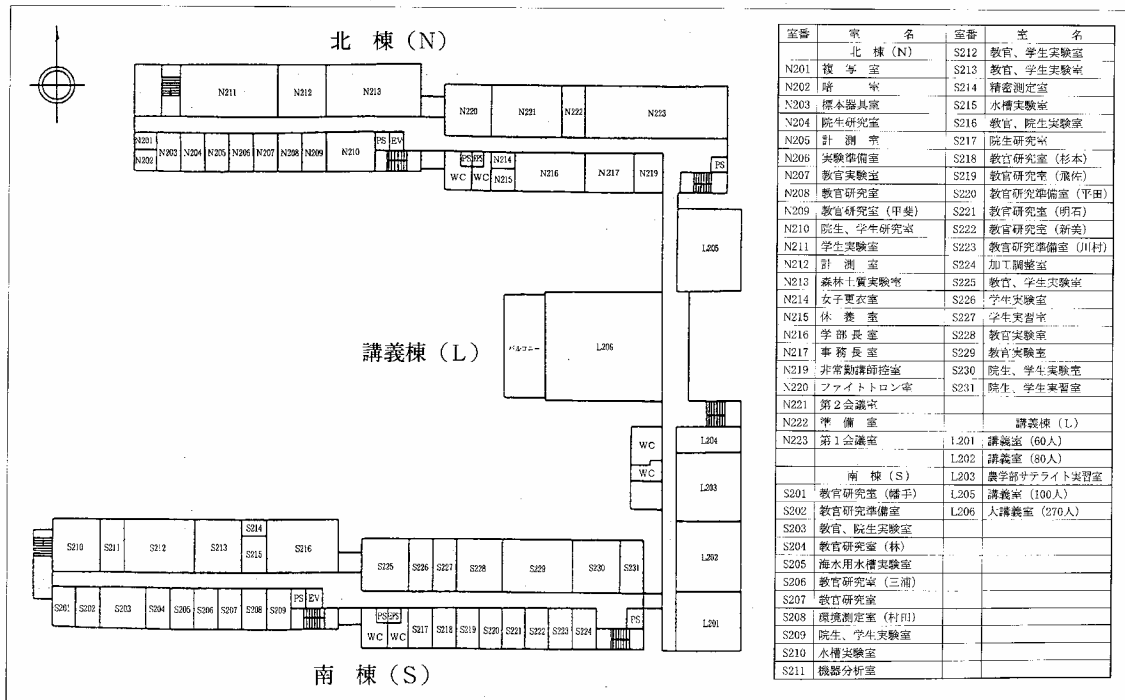 北 棟 (N)
N211
N212
N213
N220
N221
N222
N223
N201
N202
N203
N204
N205
N206
N207
N208
N209
N210
PS
EV
PS
EPS
WC
WC
N214
N215
N216
N217
N219
PS
L205
講義棟 (L)
バルコニー
L206
WC
WC
L204
L203
L202
L201
S210
S211
S212
S213
S214
S215
S216
S225
S226
S227
S228
S229
S230
S231
S201
S202
S203
S204
S205
S206
S207
S208
S209
PS
EV
PS
EPS
WC
WC
S217
S218
S219
S220
S221
S222
S223
S224
PS
南 棟 (S)
室番 室 名
北 棟 (N)
N201 複 写 室
N202 暗 室
N203 標本器具室
N204 院生研究室
N205 計 測 室
N206 実験準備室
N207 教官実験室
N208 教官研究室
N209 教官研究室 (甲斐)
N210 院生、学生研究室
N211 学生実験室
N212 計 測 室
N213 森林土質実験室
N214 女子更衣室
N215 休 養 室
N216 学 部 長 室
N217 事 務 長 室
N219 非常勤講師控室
N220 ファイトトロン室
N221 第2会議室
N222 準 備 室
N223 第1会議室
南 棟 (S)
S201 教官研究室 (幡手)
S202 教官研究準備室
S203 教官、院生実験室
S204 教官研究室 (林)
S205 海水用水槽実験室
S206 教官研究室 (三浦)
S207 教官研究室
S208 環境測定室 (村田)
S209 院生、学生実験室
S210 水槽実験室
S211 機器分析室
室番 室 名
S212 教官、学生実験室
S213 教官、学生実験室
S214 精密測定室
S215 水槽実験室
S216 教官、院生実験室
S217 院生研究室
S218 教官研究室 (杉本)
S219 教官研究室 (飛佐)
S220 教官研究準備室 (平田)
S221 教官研究室 (明石)
S222 教官研究室 (新美)
S223 教官研究準備室 (川村)
S224 加工調整室
S225 教官、学生実験室
S226 学生実験室
S227 学生実習室
S228 教官実験室
S229 教官実験室
S230 院生、学生実験室
S231 院生、学生実習室
講義棟 (L)
L201 講義室 (60人)
L202 講義室 (80人)
L203 農学部サテライト実習室
L205 講義室 (100人)
L206 大講義室 (270人)